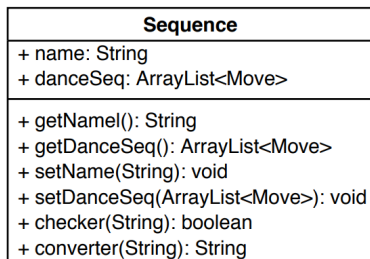 Sequence
+ name: String
+ danceSeq: ArrayList<Move>
+ getNamel(): String
+ getDanceSeq(): ArrayList<Move>
+ setName(String): void
+ setDanceSeq(ArrayList<Move>): void
+ checker(String): boolean
+ converter(String): String